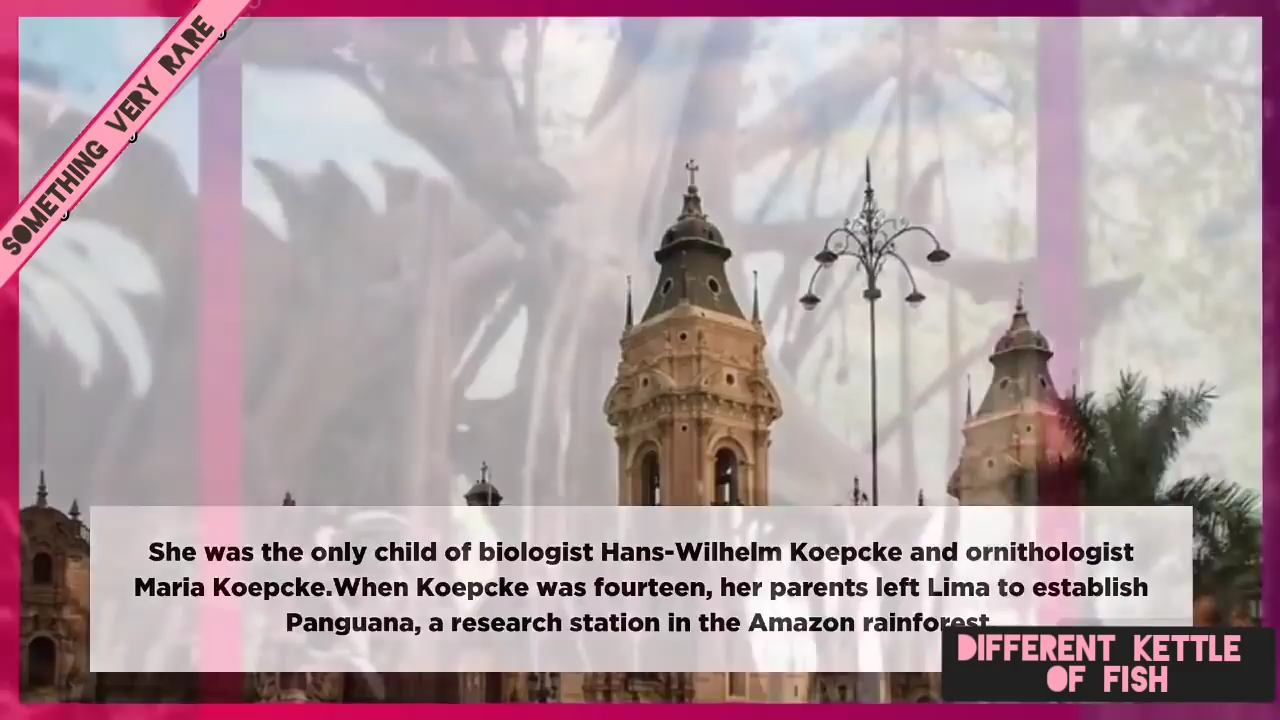 SOMETHING VERY RARE
She was the only child of biologist Hans-Wilhelm Koepcke and ornithologist
Maria Koepcke.When Koepcke was fourteen, her parents left Lima to establish
Panguana, a research station in the Amazon rainforest
DIFFERENT KETTLE
OF FISH